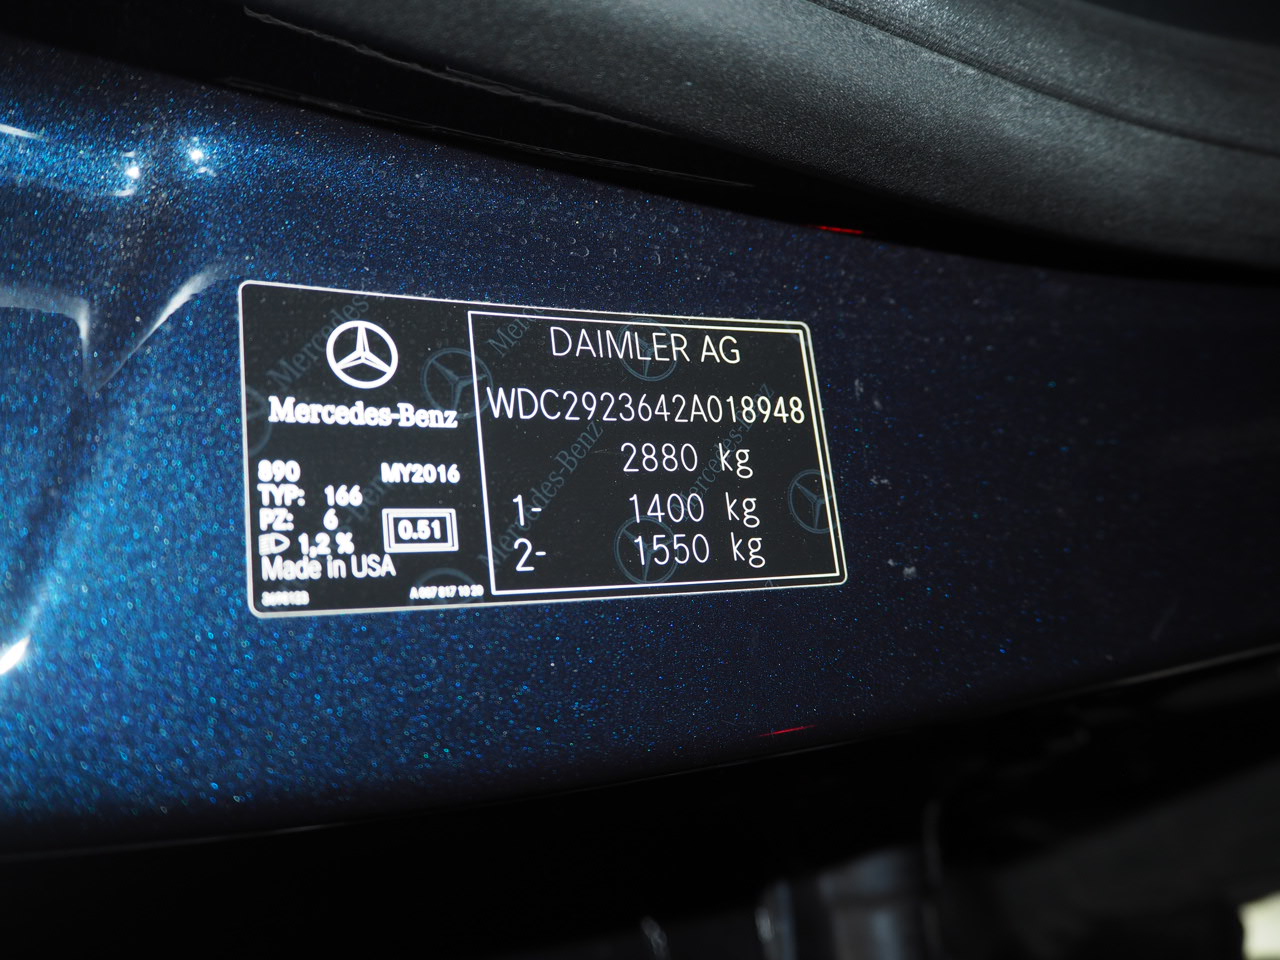 Mercedes-Benz
890 MY2016
TYP: 166
PZ: 6
0.51
1,2 %
Made in USA
DAIMLER AG
WDC2923642A018948
2880 kg
1- 1400 kg
2- 1550 kg